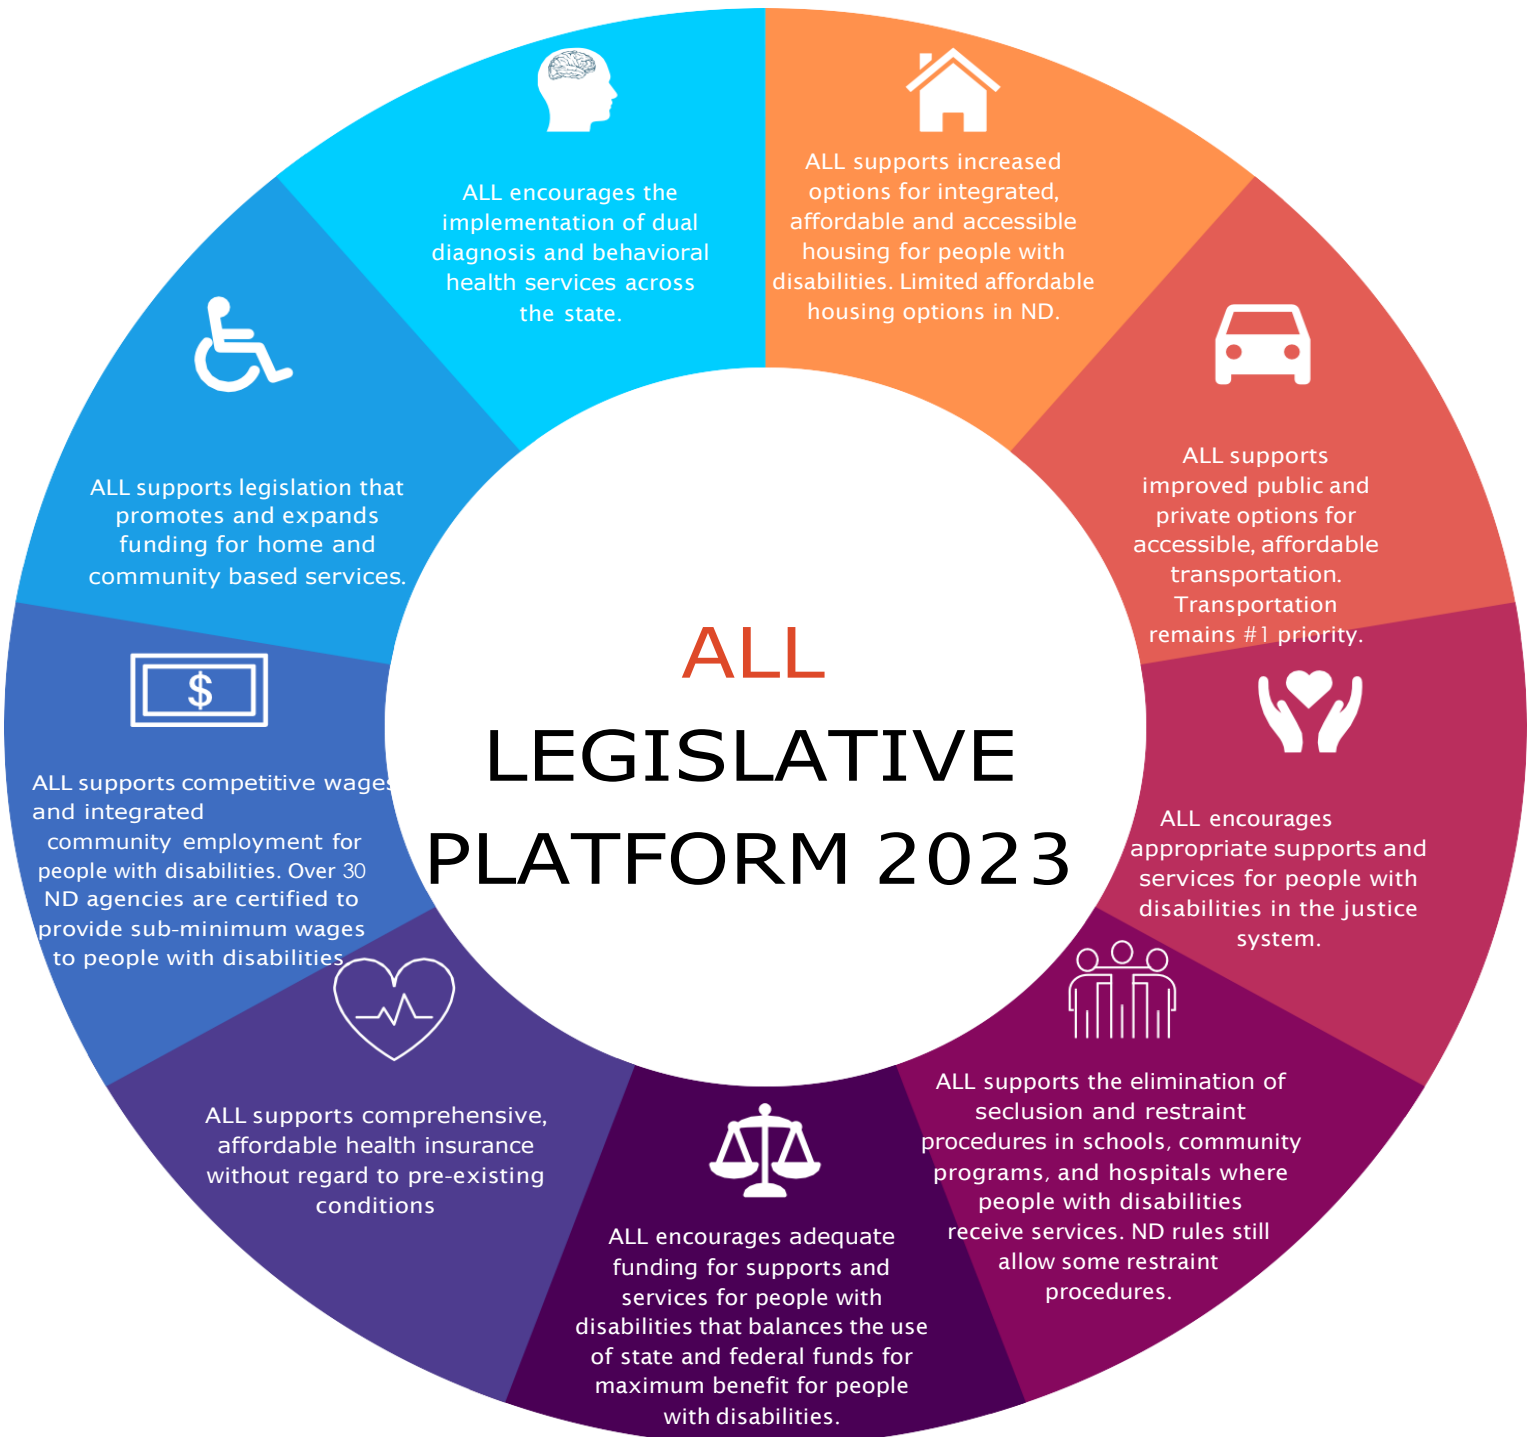 ALL
LEGISLATIVE
PLATFORM 2023
ALL supports increased
options for integrated,
affordable and accessible
housing for people with
disabilities. Limited affordable
housing options in ND.
ALL supports
improved public and
private options for
accessible, affordable
transportation.
Transportation
remains #1 priority.
ALL encourages
appropriate supports and
services for people with
disabilities in the justice
system.
ALL supports the elimination of
seclusion and restraint
procedures in schools, community
programs, and hospitals where
people with disabilities
receive services. ND rules still
allow some restraint
procedures.
ALL encourages adequate
funding for supports and
services for people with
disabilities that balances the use
of state and federal funds for
maximum benefit for people
with disabilities.
ALL supports comprehensive,
affordable health insurance
without regard to pre-existing
conditions
$
ALL supports competitive wages
and integrated
community employment for
people with disabilities. Over 30
ND agencies are certified to
provide sub-minimum wages
to people with disabilities.
ALL supports legislation that
promotes and expands
funding for home and
community based services.
ALL encourages the
implementation of dual
diagnosis and behavioral
health services across
the state.